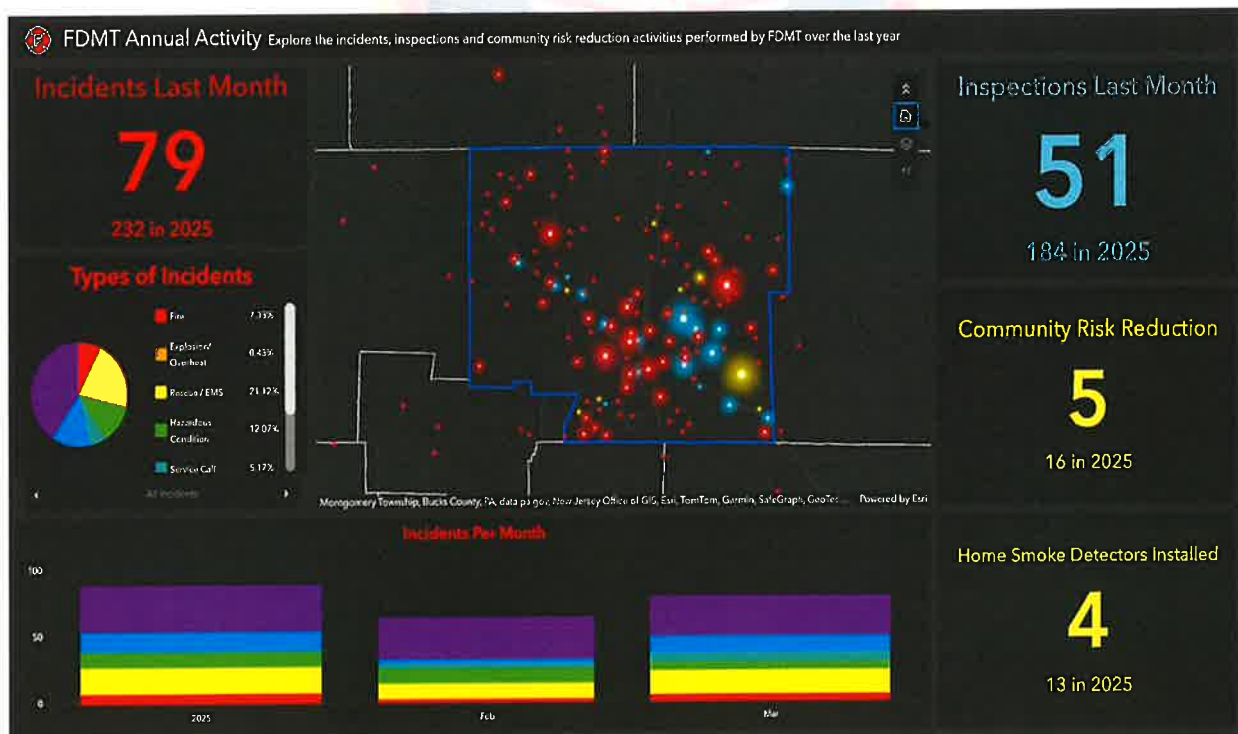 FDMT Annual Activity Explore the incidents, inspections and community risk reduction activities performed by FDMT over the last year
Incidents Last Month
79
232 in 2025
Types of Incidents
Fire 7.33%
Explosion/
Overheat 0.43%
Rescue / EMS 21.12%
Hazardous
Condition 12.07%
Service Call 5.17%
All Incidents
Montgomery Township, Bucks County, PA, data.pa.gov, New Jersey Office of GIS, Esri, TomTom, Garmin, SafeGraph, GeoTec... Powered by Esri
Inspections Last Month
51
184 in 2025
Community Risk Reduction
5
16 in 2025
Home Smoke Detectors Installed
4
13 in 2025
Incidents Per Month
100
50
0
2025
Feb
Mar